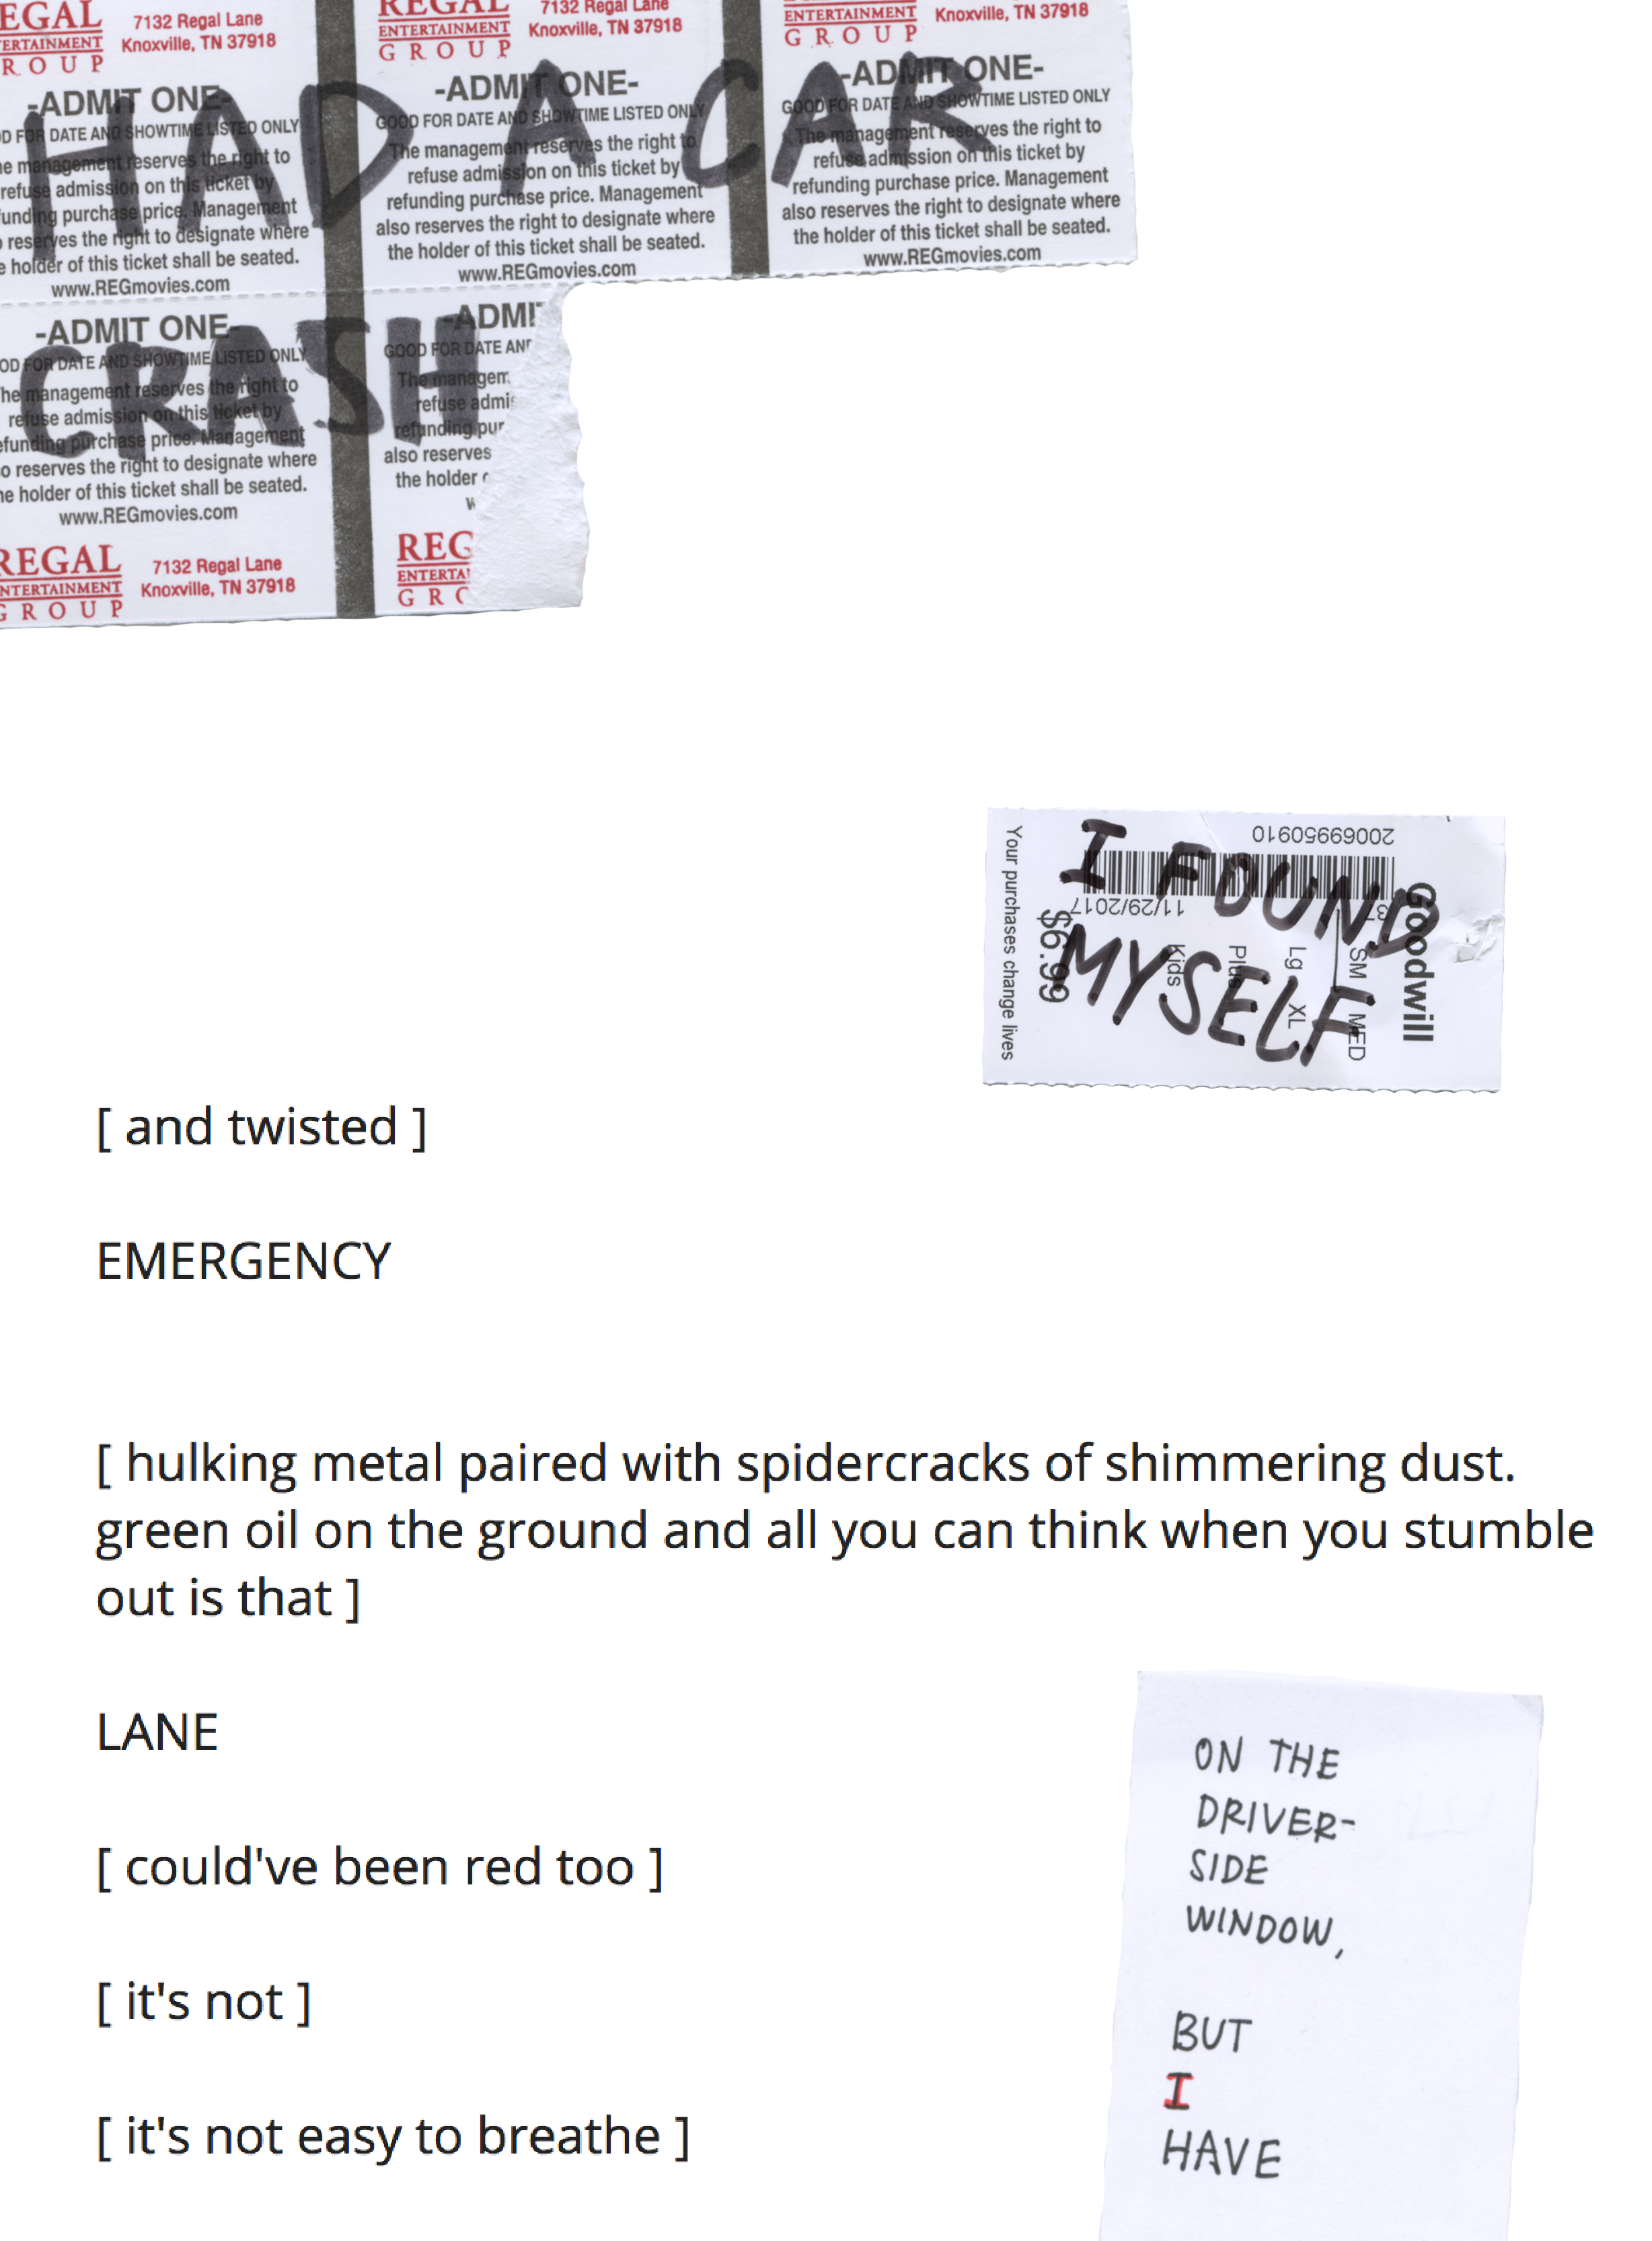 EGAL
ERTAINMENT
ROUP
7132 Regal Lane
Knoxville, TN 37918
REGAL
ENTERTAINMENT
GROUP
7132 Regal Lane
Knoxville, TN 37918
ENTERTAINMENT
GROUP
Knoxville, TN 37918
HAD A CAR
-ADMIT ONE-
D FOR DATE AND SHOWTIME LISTED ONLY
e management reserves the right to
refuse admission on this ticket by
unding purchase price. Management
o reserves the right to designate where
e holder of this ticket shall be seated.
www.REGmovies.com
-ADMIT ONE-
GOOD FOR DATE AND SHOWTIME LISTED ONLY
The management reserves the right to
refuse admission on this ticket by
refunding purchase price. Management
also reserves the right to designate where
the holder of this ticket shall be seated.
www.REGmovies.com
-ADMIT ONE-
GOOD FOR DATE AND SHOWTIME LISTED ONLY
The management reserves the right to
refuse admission on this ticket by
refunding purchase price. Management
also reserves the right to designate where
the holder of this ticket shall be seated.
www.REGmovies.com
CRASH
-ADMIT ONE-
OD FOR DATE AND SHOWTIME LISTED ONLY
he management reserves the right to
refuse admission on this ticket by
efunding purchase price. Management
o reserves the right to designate where
he holder of this ticket shall be seated.
www.REGmovies.com
REGAL
NTERTAINMENT
GROUP
7132 Regal Lane
Knoxville, TN 37918
-ADMI
GOOD FOR DATE AN
The managem
refuse admis
refunding pur
also reserves
the holder
REG
ENTERTA
GRO
I FOUND
MYSELF
Goodwill
20069950910
11/29/2017
37
SM MED
Lg XL
Plus
Kids
$6.99
Your purchases change lives
[ and twisted ]
EMERGENCY
[ hulking metal paired with spidercracks of shimmering dust.
green oil on the ground and all you can think when you stumble
out is that ]
LANE
[ could've been red too ]
[ it's not ]
[ it's not easy to breathe ]
ON THE
DRIVER-
SIDE
WINDOW,
BUT
I
HAVE